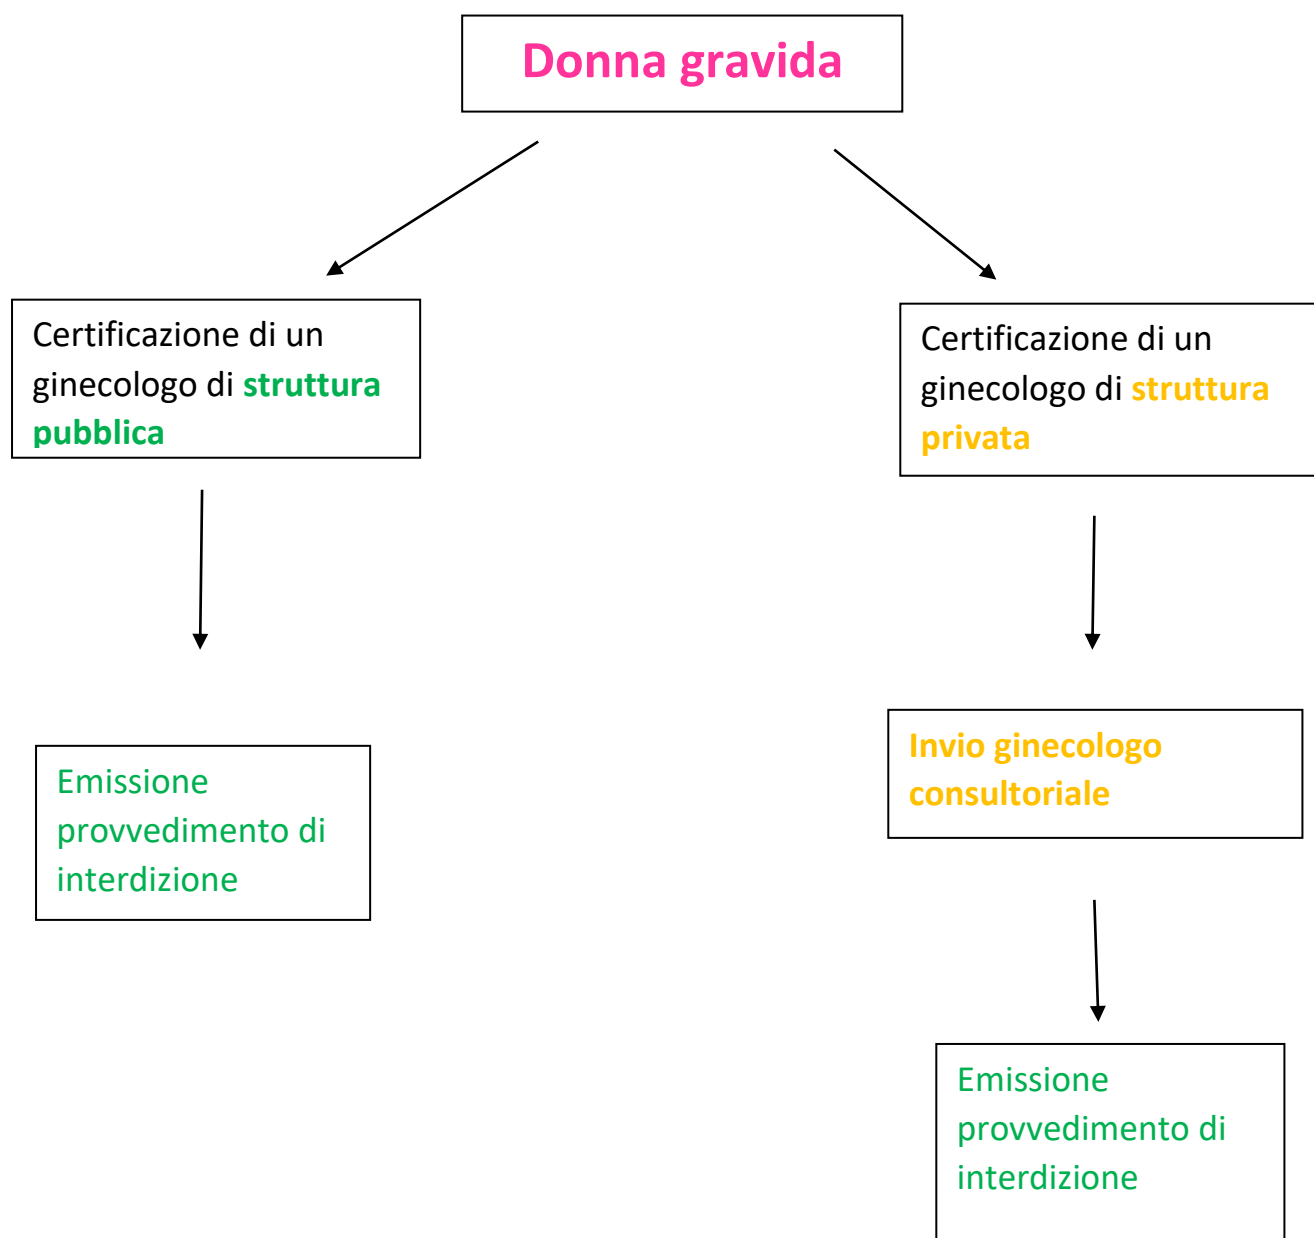 Donna gravida
Certificazione di un
ginecologo di struttura
pubblica
Certificazione di un
ginecologo di struttura
privata
Emissione
provvedimento di
interdizione
Invio ginecologo
consultoriale
Emissione
provvedimento di
interdizione